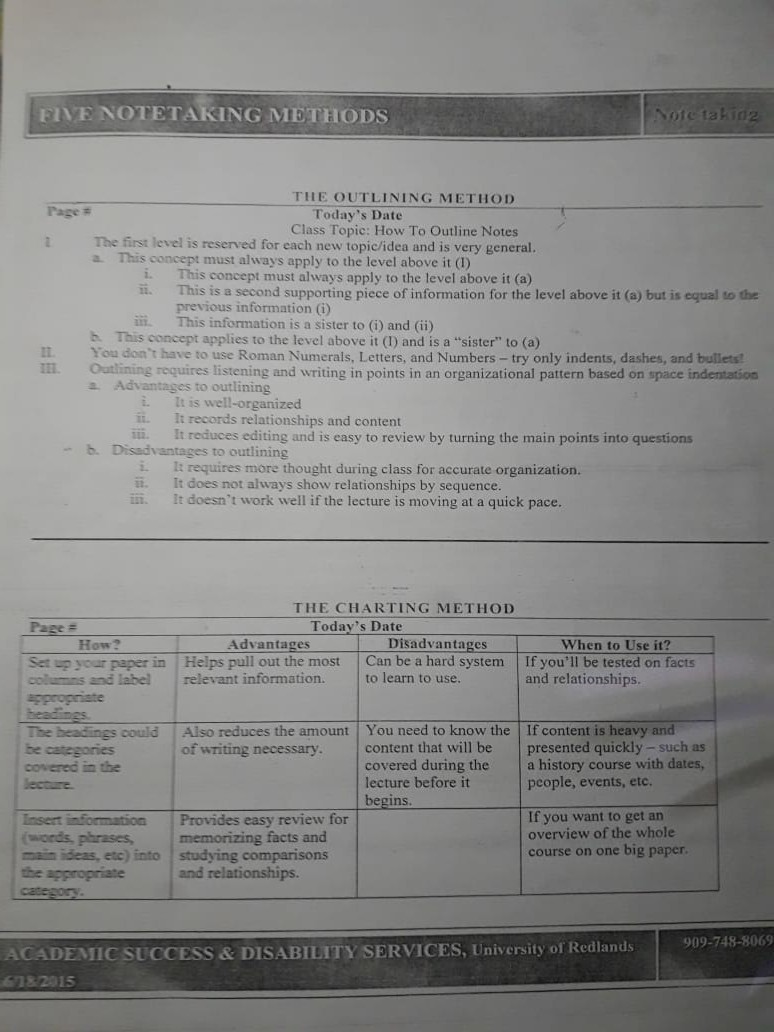 FIVE NOTETAKING METHODS
Note taking
THE OUTLINING METHOD
Page #
Today's Date
Class Topic: How To Outline Notes
I. The first level is reserved for each new topic/idea and is very general.
a. This concept must always apply to the level above it (I)
i. This concept must always apply to the level above it (a)
ii. This is a second supporting piece of information for the level above it (a) but is equal to the
previous information (i)
iii. This information is a sister to (i) and (ii)
b. This concept applies to the level above it (I) and is a “sister” to (a)
II. You don't have to use Roman Numerals, Letters, and Numbers – try only indents, dashes, and bullets!
III. Outlining requires listening and writing in points in an organizational pattern based on space indentation
a. Advantages to outlining
i. It is well-organized
ii. It records relationships and content
iii. It reduces editing and is easy to review by turning the main points into questions
b. Disadvantages to outlining
i. It requires more thought during class for accurate organization.
ii. It does not always show relationships by sequence.
iii. It doesn't work well if the lecture is moving at a quick pace.
THE CHARTING METHOD
Page #
Today's Date
How?
Advantages
Disadvantages
When to Use it?
Set up your paper in
columns and label
appropriate
headings.
Helps pull out the most
relevant information.
Can be a hard system
to learn to use.
If you'll be tested on facts
and relationships.
The headings could
be categories
covered in the
lecture.
Also reduces the amount
of writing necessary.
You need to know the
content that will be
covered during the
lecture before it
begins.
If content is heavy and
presented quickly – such as
a history course with dates,
people, events, etc.
Insert information
(words, phrases,
main ideas, etc) into
the appropriate
category.
Provides easy review for
memorizing facts and
studying comparisons
and relationships.
If you want to get an
overview of the whole
course on one big paper.
ACADEMIC SUCCESS & DISABILITY SERVICES, University of Redlands
909-748-8069
6/18/2015